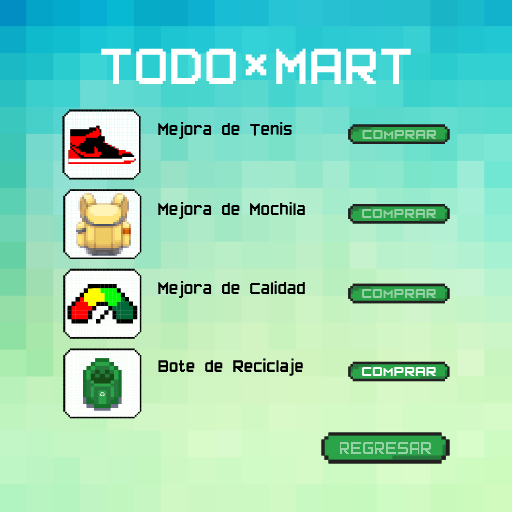 TODO×MART
Mejora de Tenis
COMPRAR
Mejora de Mochila
COMPRAR
Mejora de Calidad
COMPRAR
Bote de Reciclaje
COMPRAR
REGRESAR